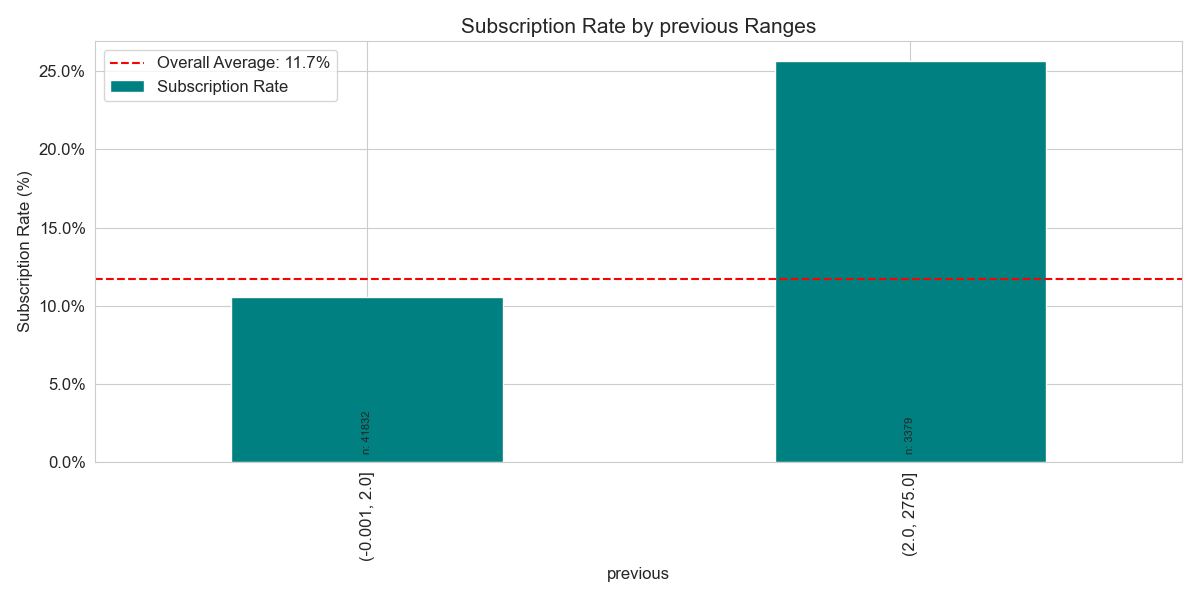 Subscription Rate by previous Ranges
Overall Average: 11.7%
Subscription Rate
Subscription Rate (%)
25.0%
20.0%
15.0%
10.0%
5.0%
0.0%
n: 41832
n: 3379
(-0.001, 2.0]
(2.0, 275.0]
previous